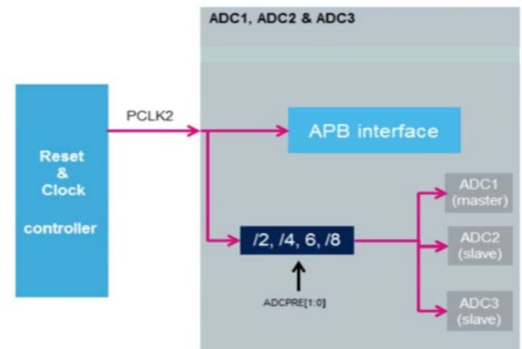 ADC1, ADC2 & ADC3
PCLK2
Reset
&
Clock
controller
APB interface
/2, /4, 6, /8
ADCPRE[1:0]
ADC1
(master)
ADC2
(slave)
ADC3
(slave)